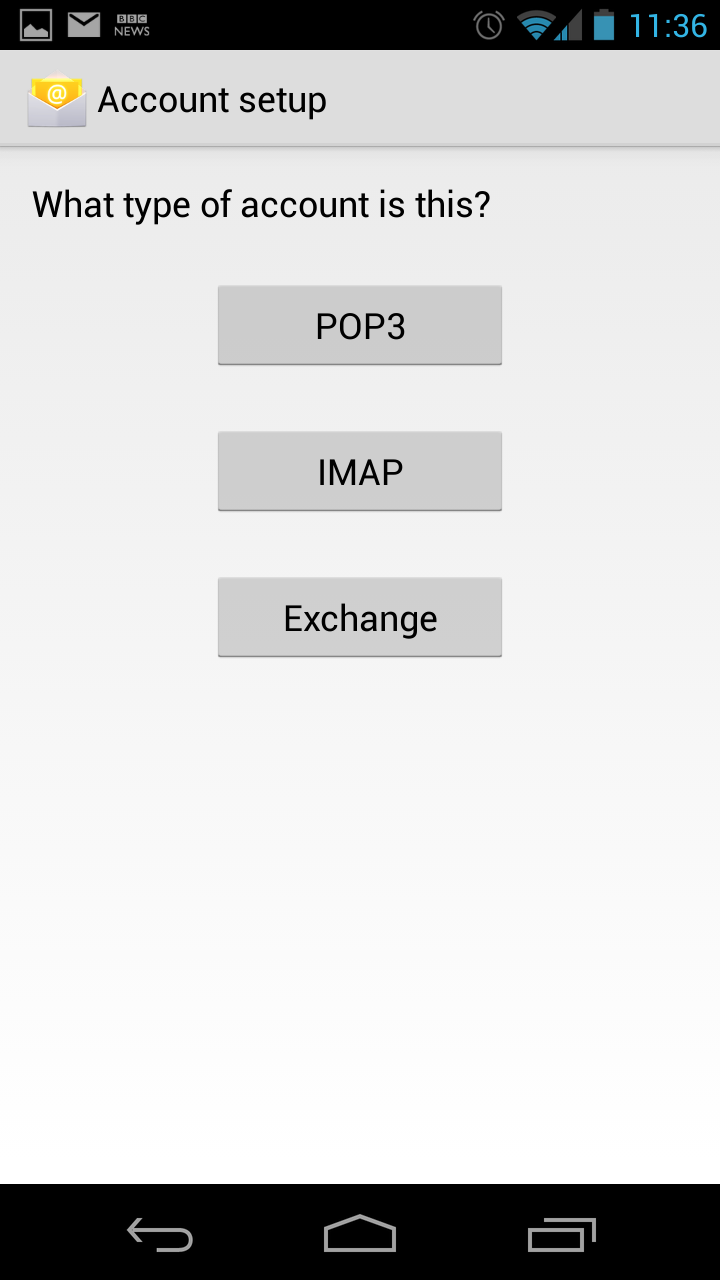 BBC
NEWS
11:36
@
Account setup
What type of account is this?
POP3
IMAP
Exchange